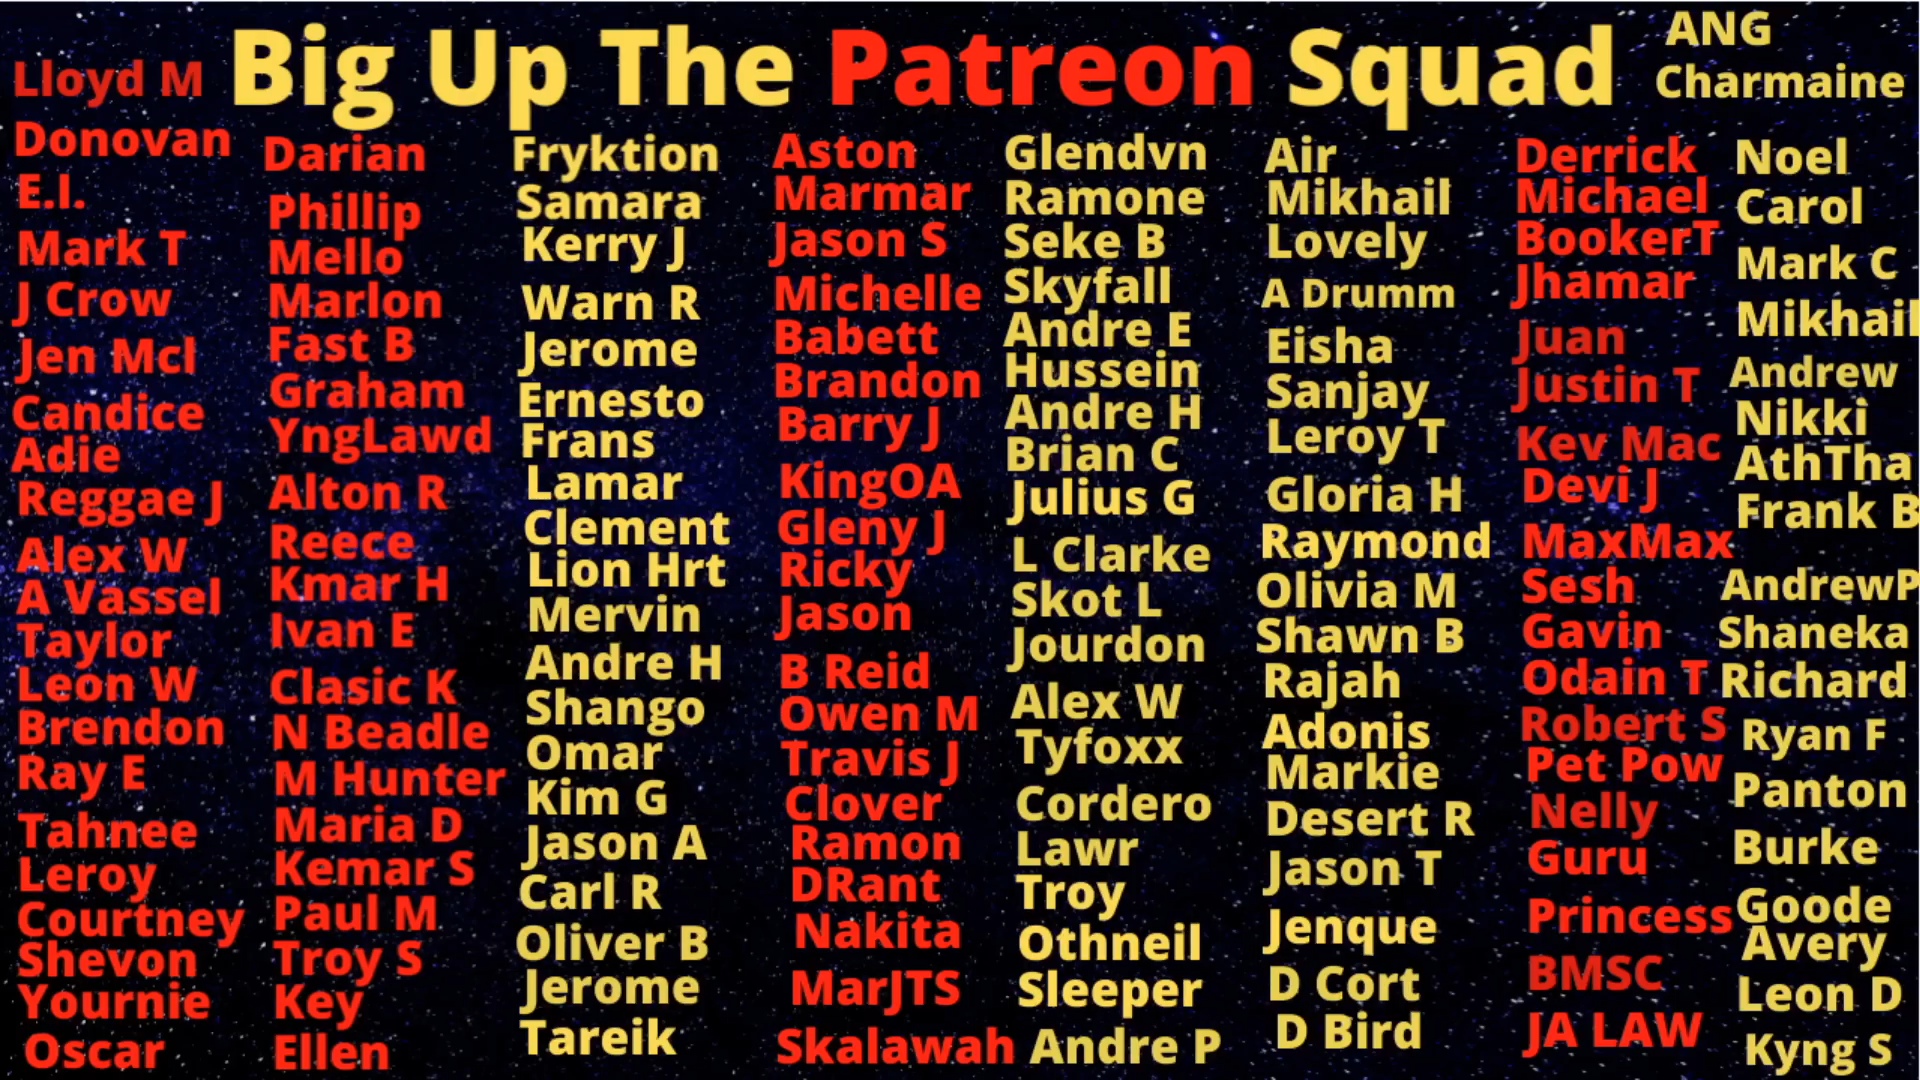 Big Up The Patreon Squad
Lloyd M
Donovan
E.I.
Mark T
J Crow
Jen Mcl
Candice
Adie
Reggae J
Alex W
A Vassel
Taylor
Leon W
Brendon
Ray E
Tahnee
Leroy
Courtney
Shevon
Yournie
Oscar
Darian
Phillip
Mello
Marlon
Fast B
Graham
YngLawd
Alton R
Reece
Kmar H
Ivan E
Clasic K
N Beadle
M Hunter
Maria D
Kemar S
Paul M
Troy S
Key
Ellen
Fryktion
Samara
Kerry J
Warn R
Jerome
Ernesto
Frans
Lamar
Clement
Lion Hrt
Mervin
Andre H
Shango
Omar
Kim G
Jason A
Carl R
Oliver B
Jerome
Tareik
Aston
Marmar
Jason S
Michelle
Babett
Brandon
Barry J
KingOA
Gleny J
Ricky
Jason
B Reid
Owen M
Travis J
Clover
Ramon
DRant
Nakita
MarJTS
Skalawah
Glendvn
Ramone
Seke B
Skyfall
Andre E
Hussein
Andre H
Brian C
Julius G
L Clarke
Skot L
Jourdon
Alex W
Tyfoxx
Cordero
Lawr
Troy
Othneil
Sleeper
Andre P
Air
Mikhail
Lovely
A Drumm
Eisha
Sanjay
Leroy T
Gloria H
Raymond
Olivia M
Shawn B
Rajah
Adonis
Markie
Desert R
Jason T
Jenque
D Cort
D Bird
Derrick
Michael
BookerT
Jhamar
Juan
Justin T
Kev Mac
Devi J
MaxMax
Sesh
Gavin
Odain T
Robert S
Pet Pow
Nelly
Guru
Princess
BMSC
JA LAW
ANG
Charmaine
Noel
Carol
Mark C
Mikhail
Andrew
Nikki
AthTha
Frank B
AndrewP
Shaneka
Richard
Ryan F
Panton
Burke
Goode
Avery
Leon D
Kyng S